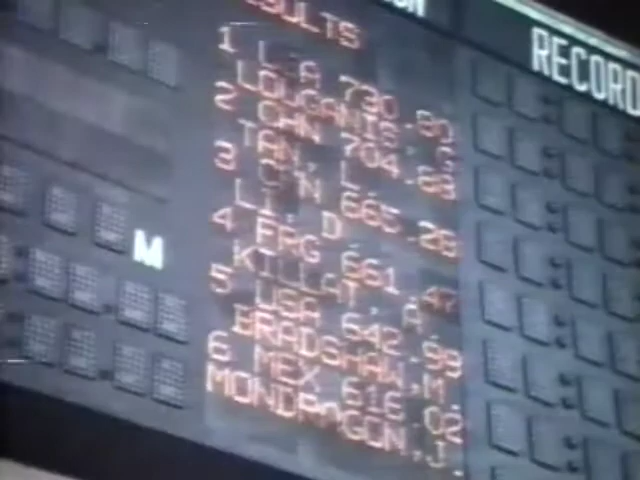 RESULTS
RECORD
1 USA 730.80
LOUGANIS.G
2 CHN 704.88
TAN. L.
3 CHN 665.28
LI. D
4 FRG 661.47
KILLAT, A.
5 USA 642.99
BRADSHAW,M.
6 MEX 616.02
MONDRAGON,J.
M